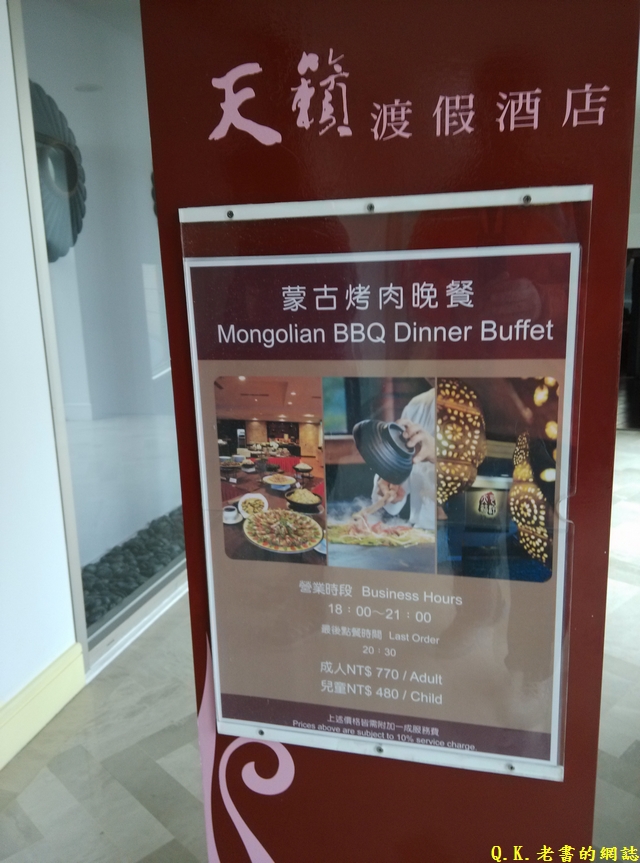 天籟渡假酒店
蒙古烤肉晚餐
Mongolian BBQ Dinner Buffet
營業時段 Business Hours
18：00～21：00
最後點餐時間 Last Order
20：30
成人NT$ 770 / Adult
兒童NT$ 480 / Child
上述價格皆需附加一成服務費
Prices above are subject to 10% service charge
Q.K.老書的網誌